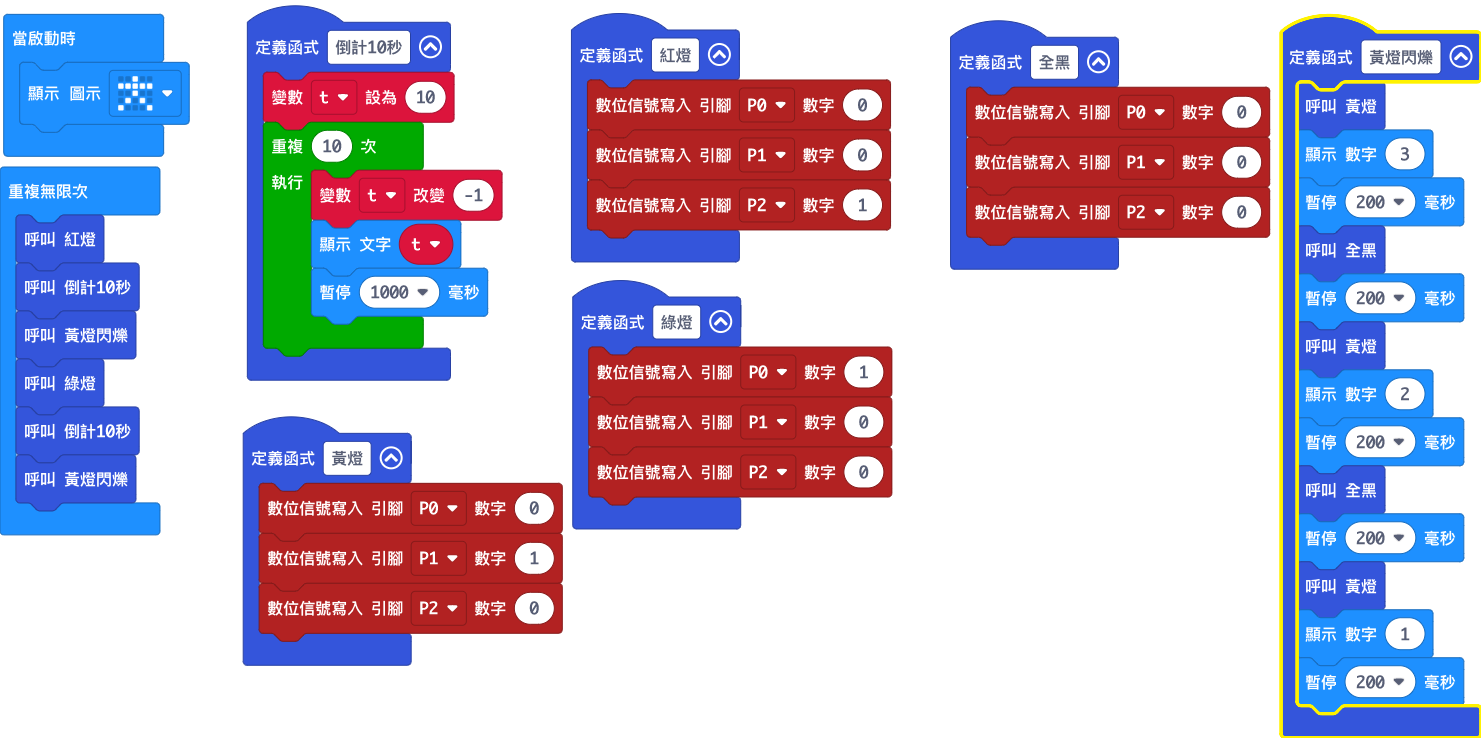 當啟動時
顯示 圖示
重複無限次
呼叫 紅燈
呼叫 倒計10秒
呼叫 黃燈閃爍
呼叫 綠燈
呼叫 倒計10秒
呼叫 黃燈閃爍
定義函式 倒計10秒
變數 t 設為 10
重複 10 次
執行
變數 t 改變 -1
顯示 文字 t
暫停 1000 毫秒
定義函式 黃燈
數位信號寫入 引腳 P0 數字 0
數位信號寫入 引腳 P1 數字 1
數位信號寫入 引腳 P2 數字 0
定義函式 紅燈
數位信號寫入 引腳 P0 數字 0
數位信號寫入 引腳 P1 數字 0
數位信號寫入 引腳 P2 數字 1
定義函式 綠燈
數位信號寫入 引腳 P0 數字 1
數位信號寫入 引腳 P1 數字 0
數位信號寫入 引腳 P2 數字 0
定義函式 全黑
數位信號寫入 引腳 P0 數字 0
數位信號寫入 引腳 P1 數字 0
數位信號寫入 引腳 P2 數字 0
定義函式 黃燈閃爍
呼叫 黃燈
顯示 數字 3
暫停 200 毫秒
呼叫 全黑
暫停 200 毫秒
呼叫 黃燈
顯示 數字 2
暫停 200 毫秒
呼叫 全黑
暫停 200 毫秒
呼叫 黃燈
顯示 數字 1
暫停 200 毫秒